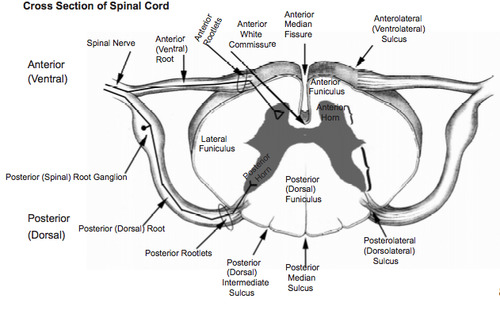 Cross Section of Spinal Cord
Spinal Nerve
Anterior
(Ventral)
Root
Anterior
Rootlets
Anterior
White
Commissure
Anterior
Median
Fissure
Anterolateral
(Ventrolateral)
Sulcus
Anterior
(Ventral)
Anterior
Funiculus
Anterior
Horn
Lateral
Funiculus
Posterior
Horn
Posterior (Spinal) Root Ganglion
Posterior
(Dorsal)
Funiculus
Posterior
(Dorsal)
Posterior (Dorsal) Root
Posterior Rootlets
Posterior
(Dorsal)
Intermediate
Sulcus
Posterior
Median
Sulcus
Posterolateral
(Dorsolateral)
Sulcus